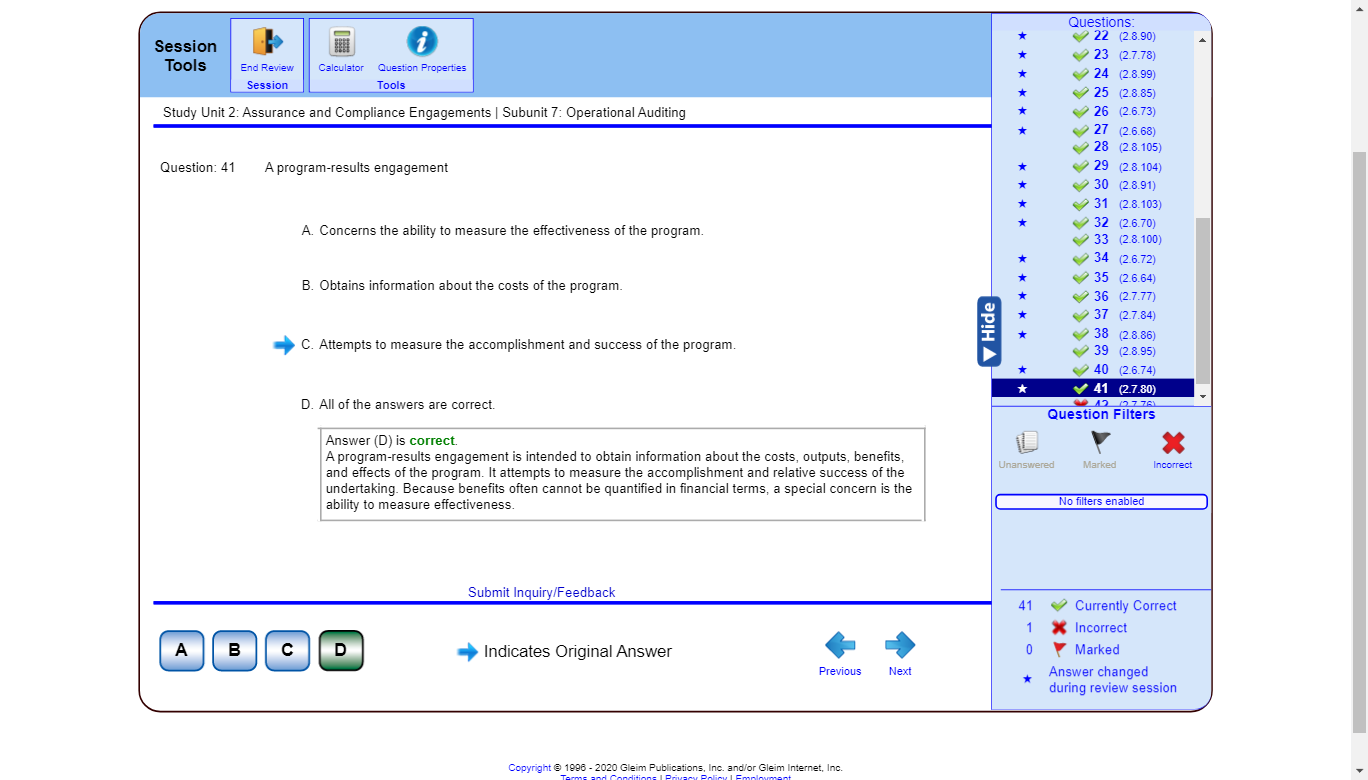 Session
Tools
End Review
Session
Calculator
Question Properties
Tools
Study Unit 2: Assurance and Compliance Engagements | Subunit 7: Operational Auditing
Question: 41 A program-results engagement
A. Concerns the ability to measure the effectiveness of the program.
B. Obtains information about the costs of the program.
C. Attempts to measure the accomplishment and success of the program.
D. All of the answers are correct.
Answer (D) is correct.
A program-results engagement is intended to obtain information about the costs, outputs, benefits,
and effects of the program. It attempts to measure the accomplishment and relative success of the
undertaking. Because benefits often cannot be quantified in financial terms, a special concern is the
ability to measure effectiveness.
Submit Inquiry/Feedback
A B C D
Indicates Original Answer
Previous
Next
Questions:
22 (2.8.90)
23 (2.7.78)
24 (2.8.99)
25 (2.8.85)
26 (2.6.73)
27 (2.6.68)
28 (2.8.105)
29 (2.8.104)
30 (2.8.91)
31 (2.8.103)
32 (2.6.70)
33 (2.8.100)
34 (2.6.72)
35 (2.6.64)
36 (2.7.77)
37 (2.7.84)
38 (2.8.86)
39 (2.8.95)
40 (2.6.74)
41 (2.7.80)
42 (2.7.76)
Hide
Question Filters
Unanswered
Marked
Incorrect
No filters enabled
41 Currently Correct
1 Incorrect
0 Marked
Answer changed
during review session
Copyright © 1996 - 2020 Gleim Publications, Inc. and/or Gleim Internet, Inc.
Terms and Conditions | Privacy Policy | Employment